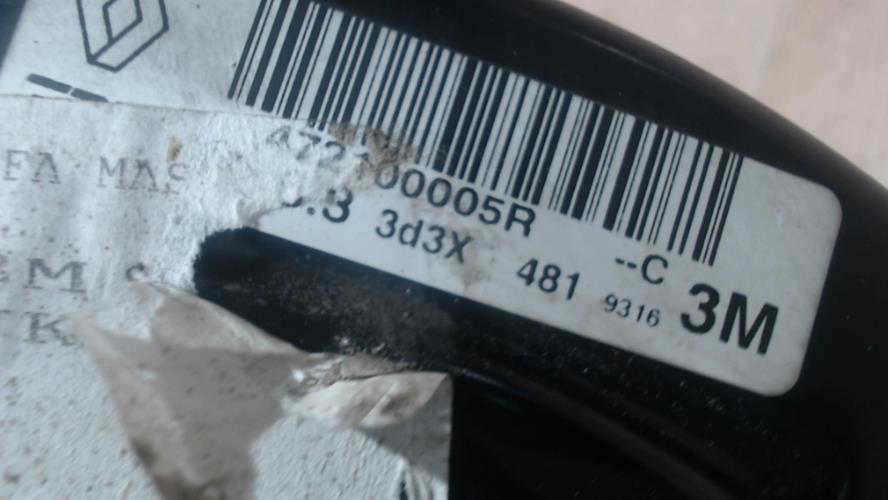 472100005R
--C
3d3X
481
9316
3M
FA MAS